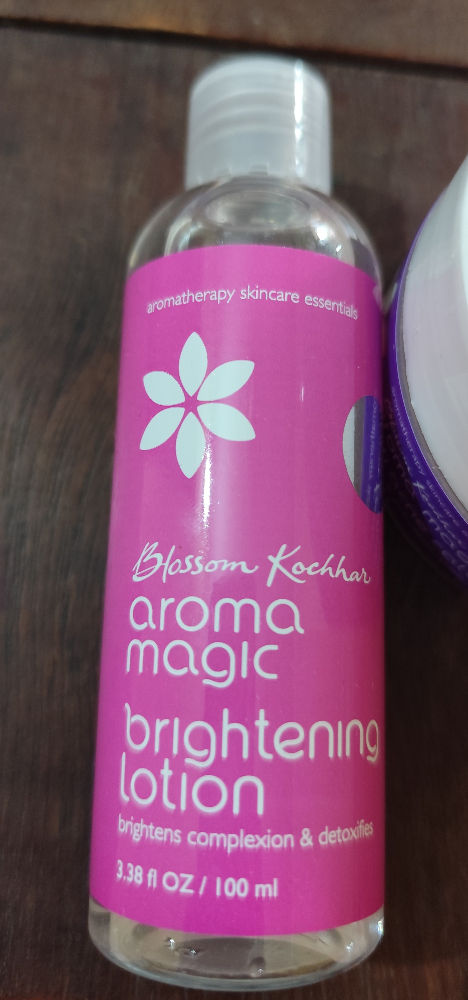 aromatherapy skincare essentials
Blossom Kochhar
aroma
magic
brightening
lotion
brightens complexion & detoxifies
3.38 fl OZ / 100 ml